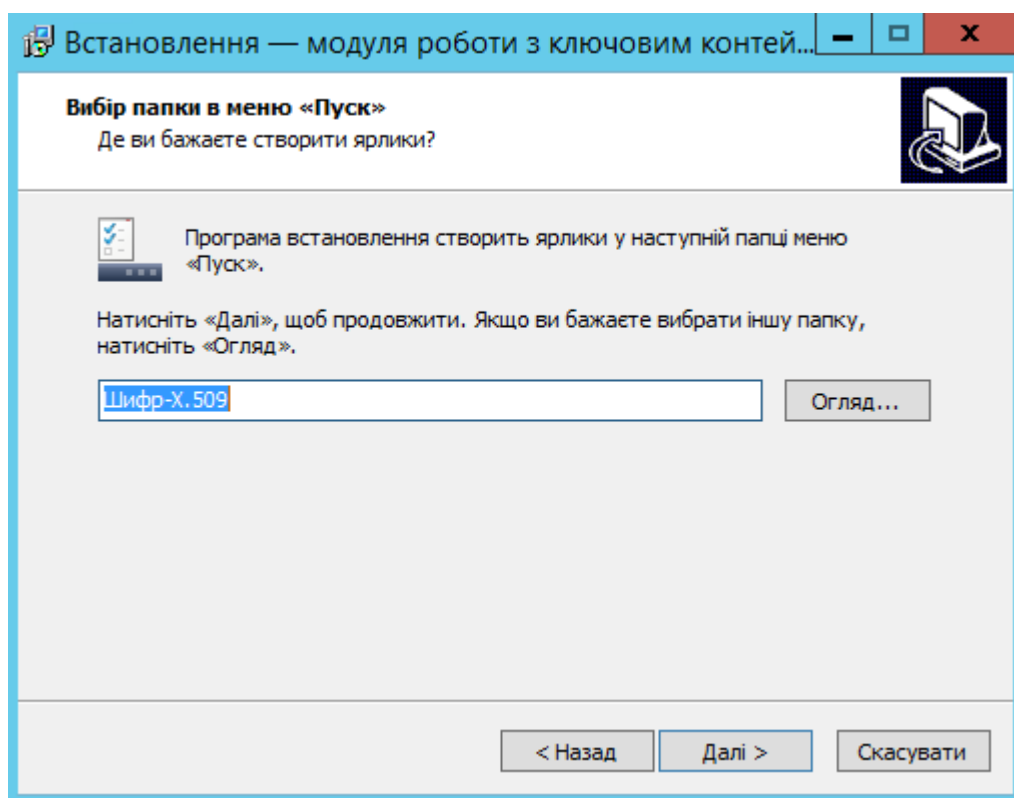 Встановлення — модуля роботи з ключовим контей...
Вибір папки в меню «Пуск»
Де ви бажаєте створити ярлики?
Програма встановлення створить ярлики у наступній папці меню
«Пуск».
Натисніть «Далі», щоб продовжити. Якщо ви бажаєте вибрати іншу папку,
натисніть «Огляд».
Шифр-X.509
Огляд...
< Назад
Далі >
Скасувати